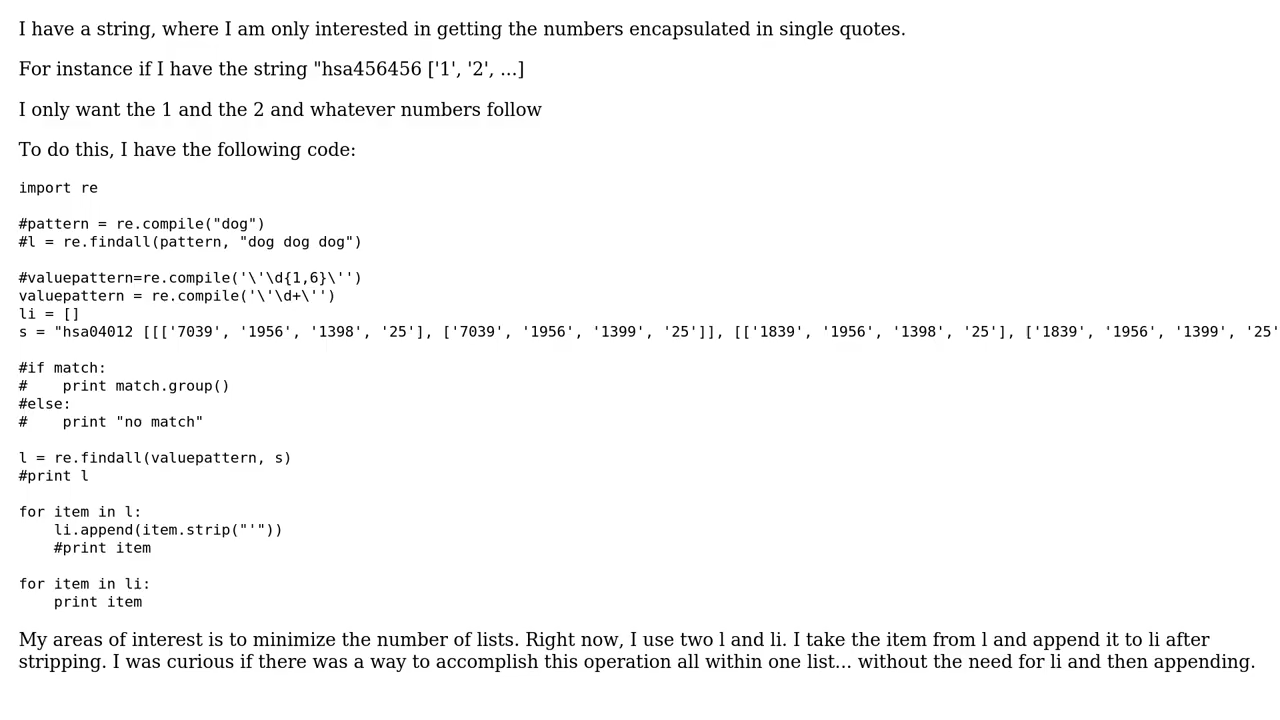 I have a string, where I am only interested in getting the numbers encapsulated in single quotes.
For instance if I have the string "hsa456456 ['1', '2', ...]
I only want the 1 and the 2 and whatever numbers follow
To do this, I have the following code:
import re
#pattern = re.compile("dog")
#l = re.findall(pattern, "dog dog dog")
#valuepattern=re.compile('\'\d{1,6}\'')
valuepattern = re.compile('\'\d+\'')
li = []
s = "hsa04012 [[['7039', '1956', '1398', '25'], ['7039', '1956', '1399', '25']], [['1839', '1956', '1398', '25'], ['1839', '1956', '1399', '25'
#if match:
#    print match.group()
#else:
#    print "no match"
l = re.findall(valuepattern, s)
#print l
for item in l:
    li.append(item.strip("'"))
    #print item
for item in li:
    print item
My areas of interest is to minimize the number of lists. Right now, I use two l and li. I take the item from l and append it to li after
stripping. I was curious if there was a way to accomplish this operation all within one list... without the need for li and then appending.